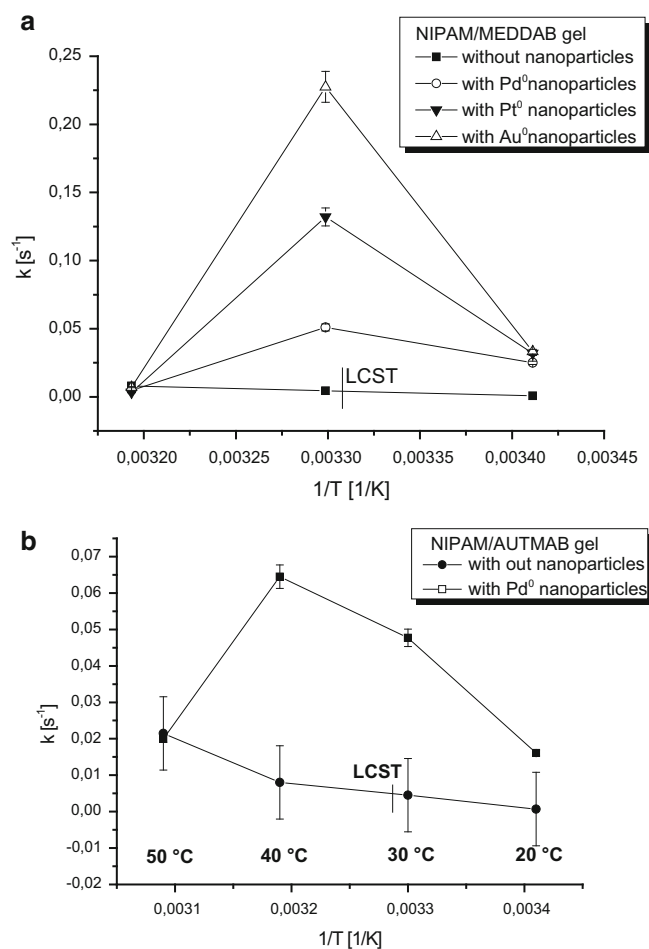 a
NIPAM/MEDDAB gel
without nanoparticles
with Pd⁰nanoparticles
with Pt⁰ nanoparticles
with Au⁰nanoparticles
0,25
0,20
0,15
0,10
0,05
0,00
k [s⁻¹]
LCST
0,00320 0,00325 0,00330 0,00335 0,00340 0,00345
1/T [1/K]
b
NIPAM/AUTMAB gel
with out nanoparticles
with Pd⁰ nanoparticles
0,07
0,06
0,05
0,04
0,03
0,02
0,01
0,00
-0,01
-0,02
k [s⁻¹]
LCST
50 °C 40 °C 30 °C 20 °C
0,0031 0,0032 0,0033 0,0034
1/T [1/K]